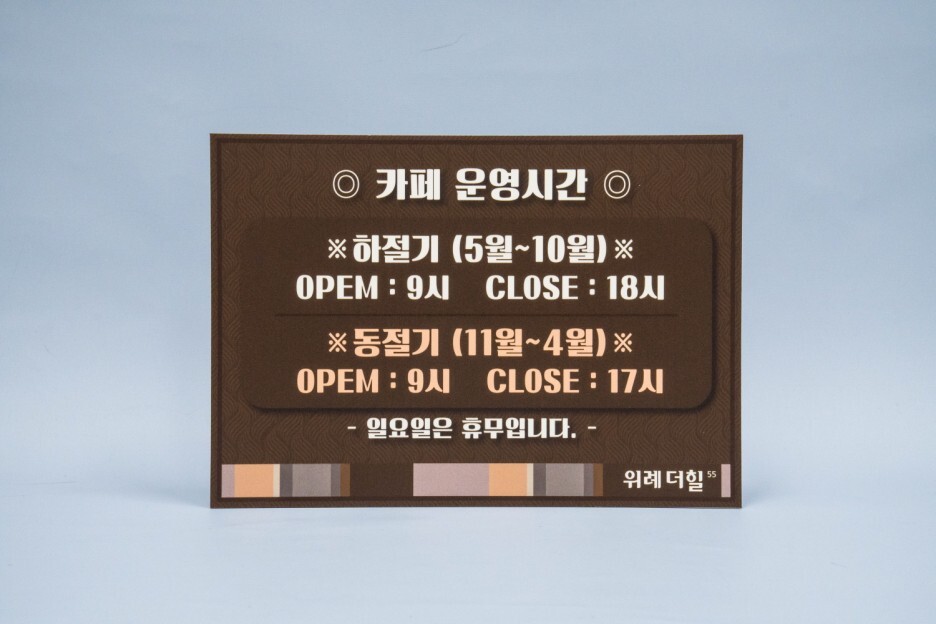 ◎ 카페 운영시간 ◎
※하절기 (5월~10월)※
OPEM : 9시 CLOSE : 18시
※동절기 (11월~4월)※
OPEM : 9시 CLOSE : 17시
- 일요일은 휴무입니다. -
위례 더힐 55